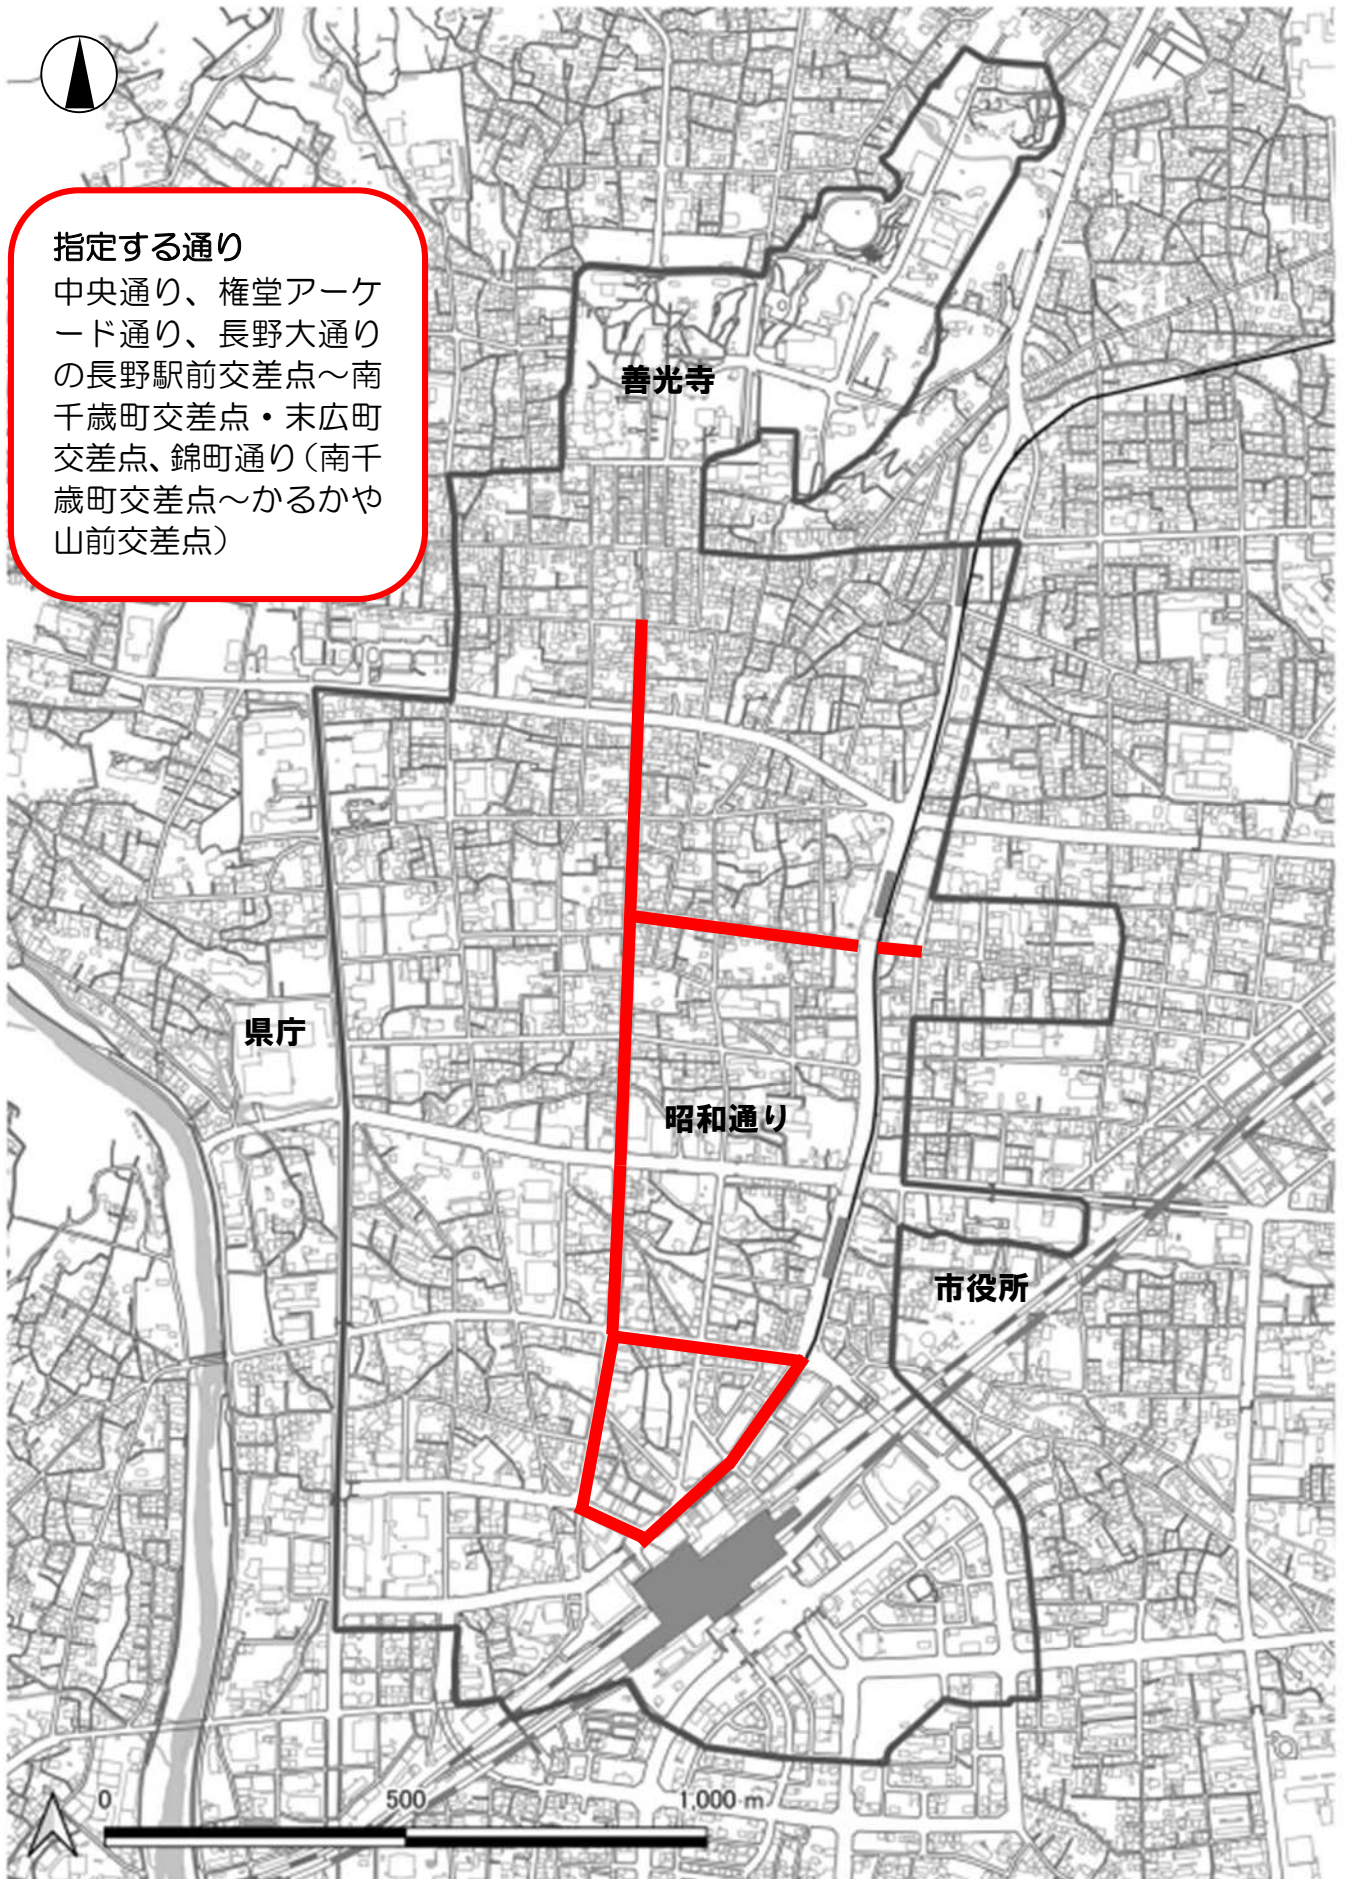 指定する通り
中央通り、権堂アーケ
ード通り、長野大通り
の長野駅前交差点～南
千歳町交差点・末広町
交差点、錦町通り（南千
歳町交差点～かるかや
山前交差点）
善光寺
県庁
昭和通り
市役所
0 500 1,000 m